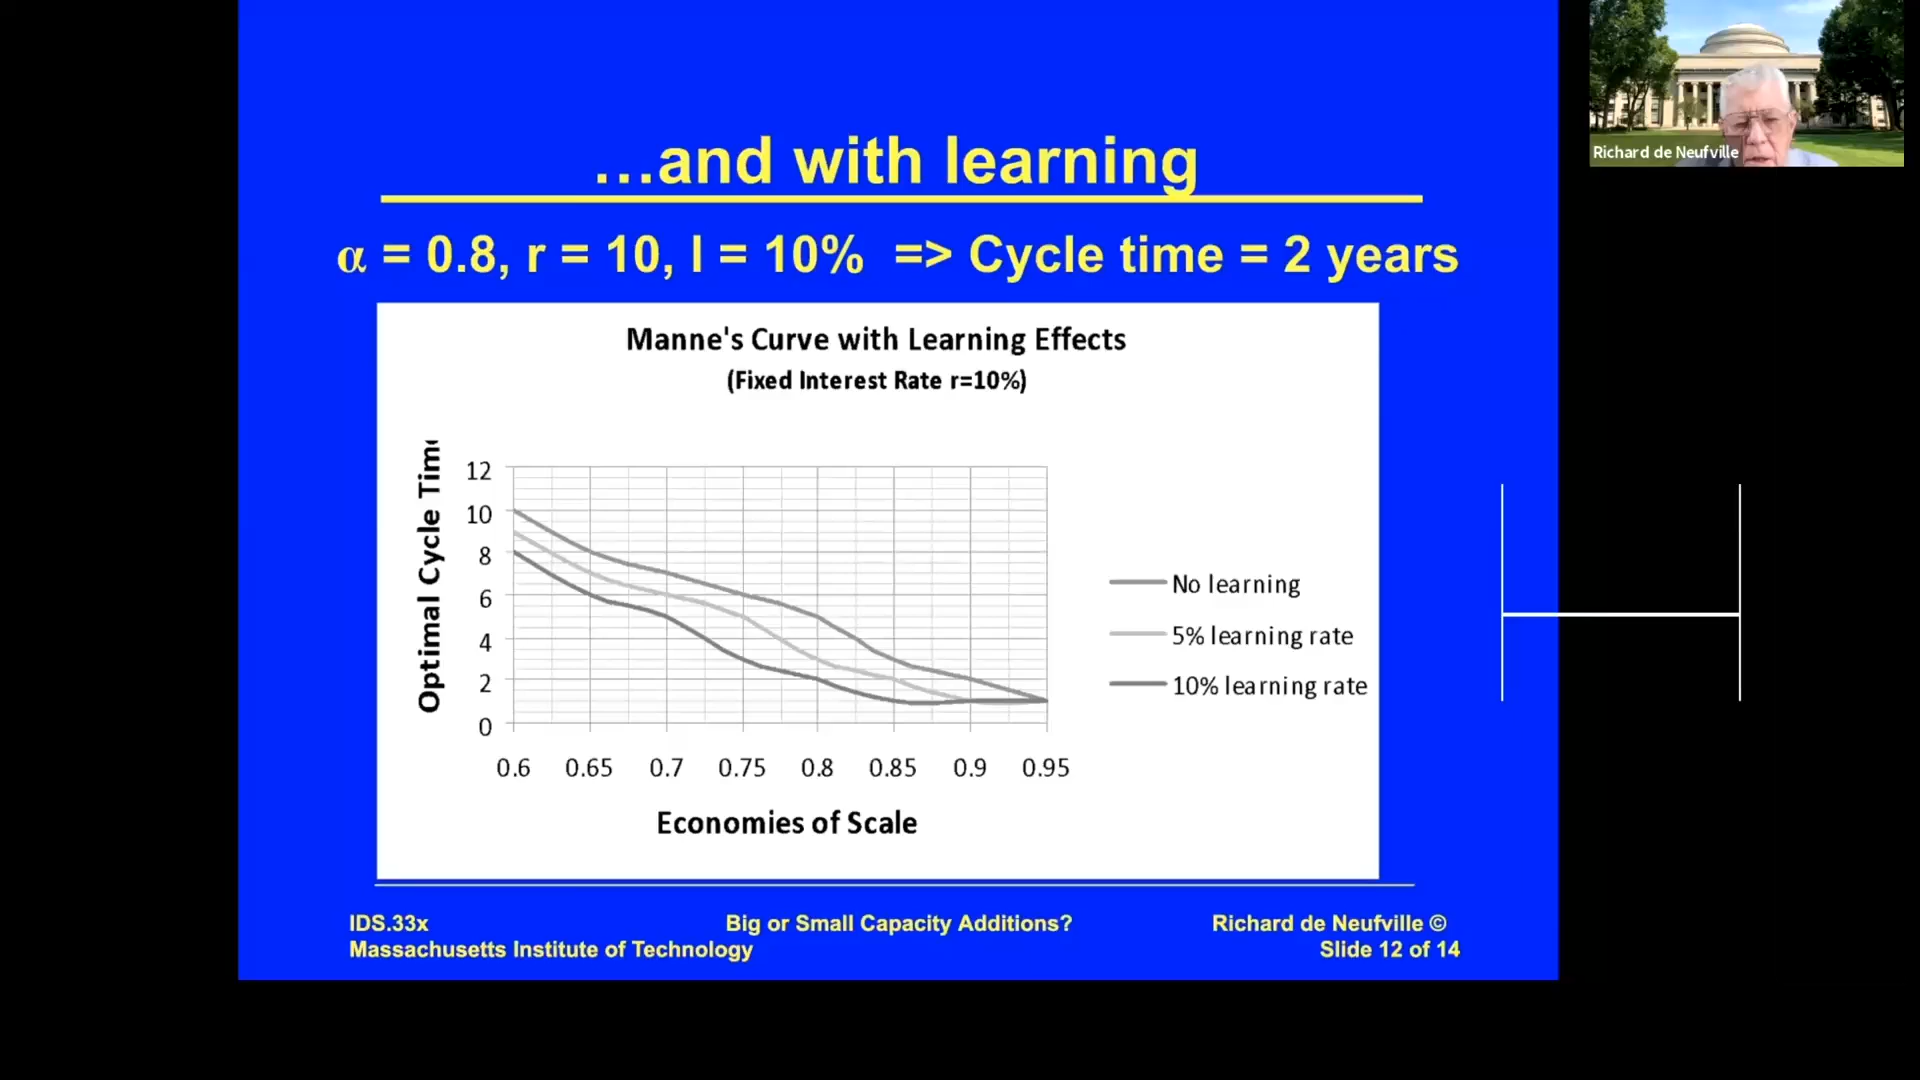 ...and with learning
α = 0.8, r = 10, l = 10% => Cycle time = 2 years
Manne's Curve with Learning Effects
(Fixed Interest Rate r=10%)
Optimal Cycle Time
12
10
8
6
4
2
0
0.6 0.65 0.7 0.75 0.8 0.85 0.9 0.95
Economies of Scale
No learning
5% learning rate
10% learning rate
IDS.33x
Massachusetts Institute of Technology
Big or Small Capacity Additions?
Richard de Neufville ©
Slide 12 of 14
Richard de Neufville